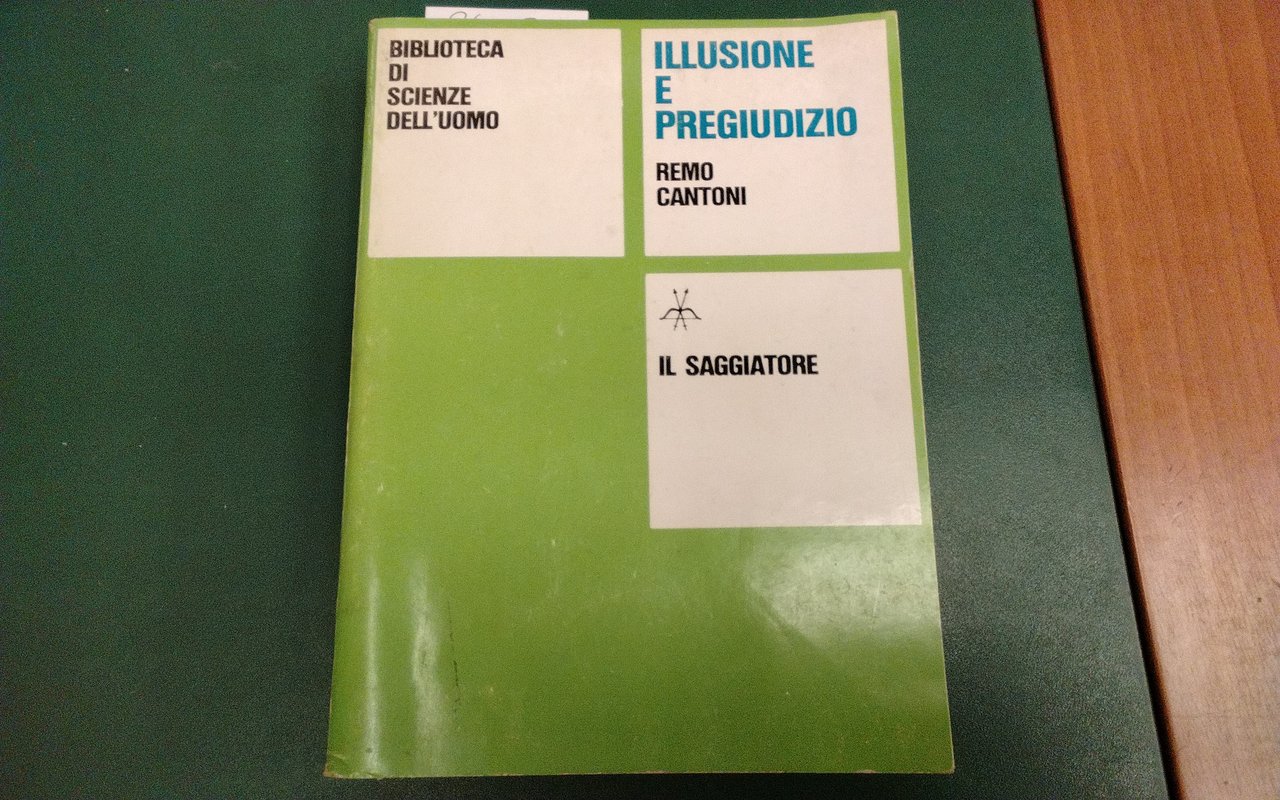 BIBLIOTECA
DI
SCIENZE
DELL'UOMO
ILLUSIONE
E
PREGIUDIZIO
REMO
CANTONI
IL SAGGIATORE